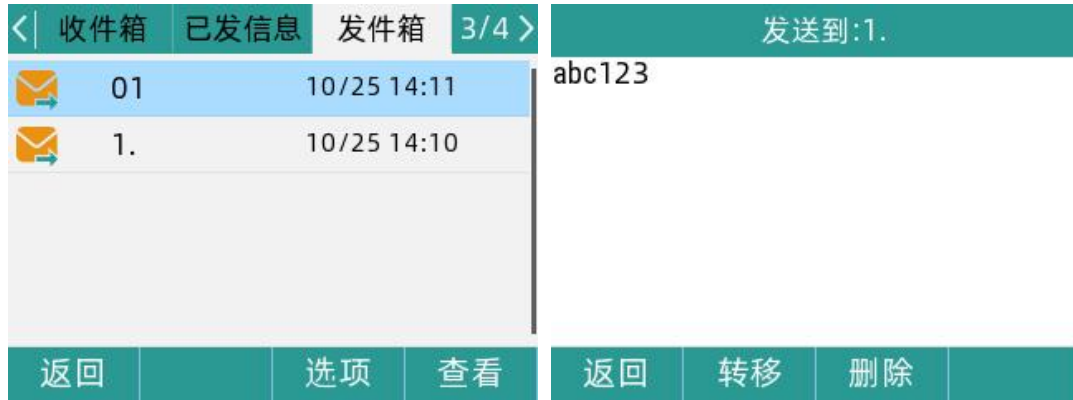 收件箱 已发信息 发件箱 3/4
01 10/25 14:11
1. 10/25 14:10
返回 选项 查看
发送到:1.
abc123
返回 转移 删除